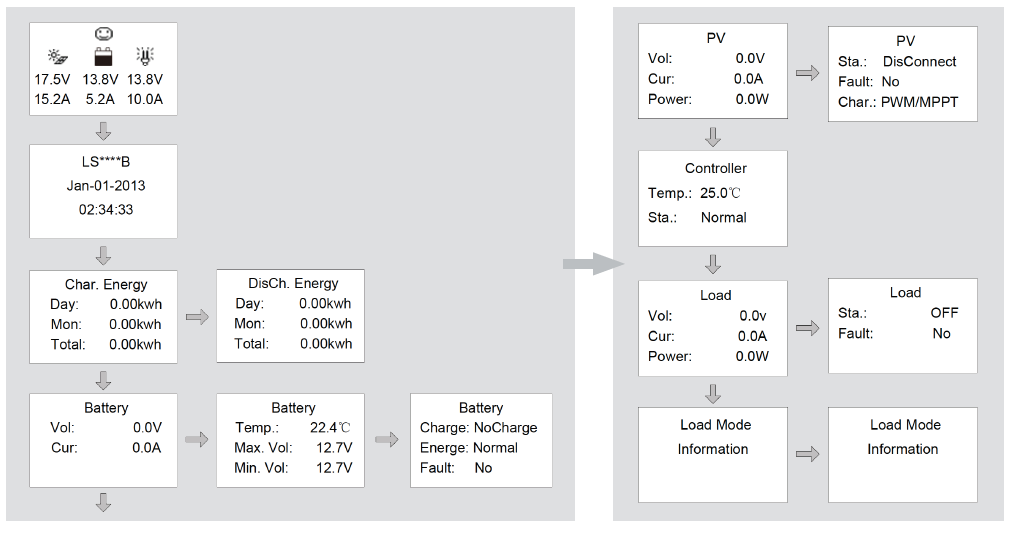 17.5V 13.8V 13.8V
15.2A 5.2A 10.0A
LS****B
Jan-01-2013
02:34:33
Char. Energy
Day: 0.00kwh
Mon: 0.00kwh
Total: 0.00kwh
DisCh. Energy
Day: 0.00kwh
Mon: 0.00kwh
Total: 0.00kwh
Battery
Vol: 0.0V
Cur: 0.0A
Battery
Temp.: 22.4℃
Max. Vol: 12.7V
Min. Vol: 12.7V
Battery
Charge: NoCharge
Energe: Normal
Fault: No
PV
Vol: 0.0V
Cur: 0.0A
Power: 0.0W
PV
Sta.: DisConnect
Fault: No
Char.: PWM/MPPT
Controller
Temp.: 25.0℃
Sta.: Normal
Load
Vol: 0.0v
Cur: 0.0A
Power: 0.0W
Load
Sta.: OFF
Fault: No
Load Mode
Information
Load Mode
Information